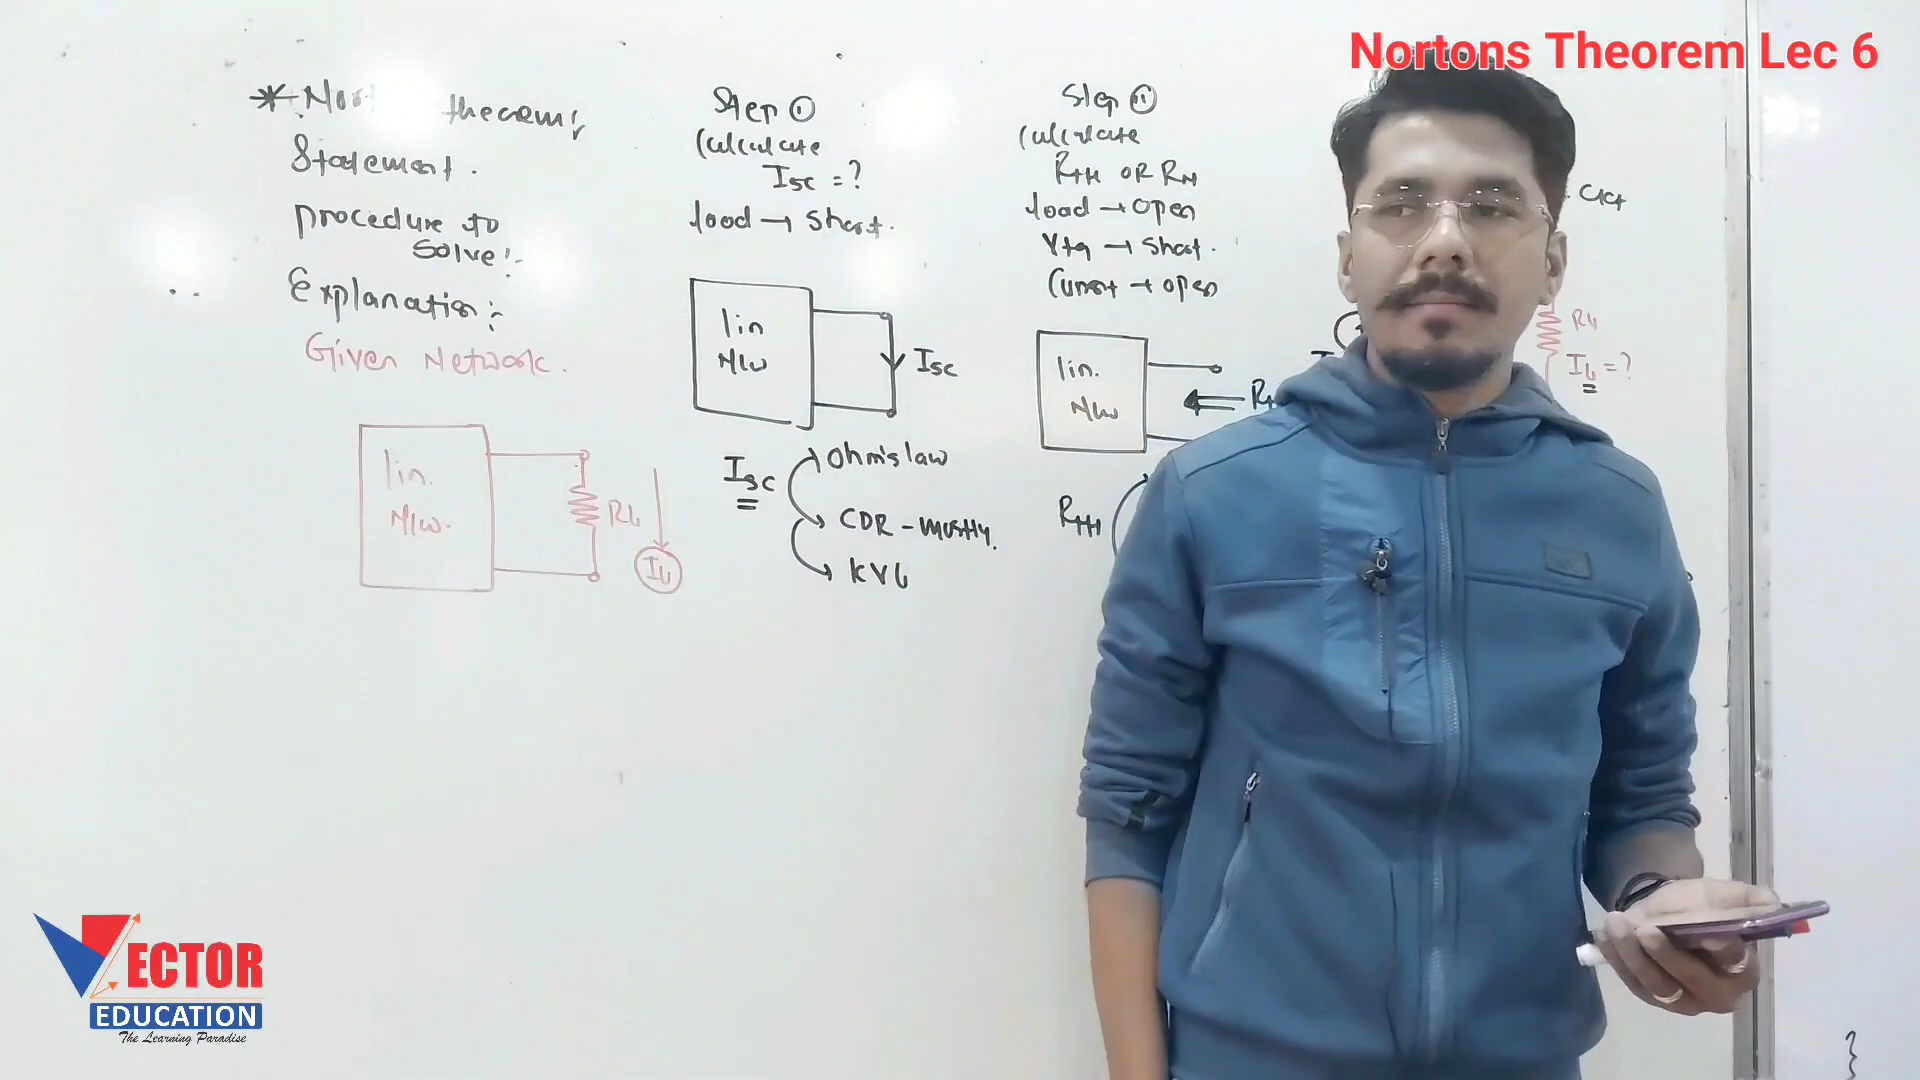 Nortons Theorem Lec 6
* Nor theorem:
Statement.
procedure to
solve:-
Explanation:-
Given Network.
lin.
N/w.
RL
IL
Step ①
Calculate
Isc = ?
load → Short.
lin
N/w
Isc
Isc
Ohm's law
CDR - mostly.
KVL
Step ②
Calculate
RTH OR RN
load → Open
Vtg → Short.
Current → open
lin.
N/w
RTH
Ckt
RL
IL = ?
VECTOR
EDUCATION
The Learning Paradise